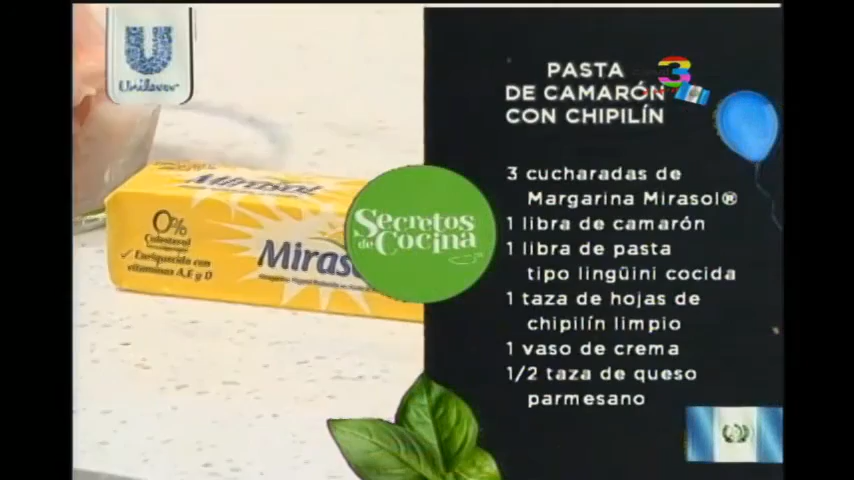 Unilever
3
PASTA
DE CAMARÓN
CON CHIPILÍN
3 cucharadas de
Margarina Mirasol®
1 libra de camarón
1 libra de pasta
tipo lingüini cocida
1 taza de hojas de
chipilín limpio
1 vaso de crema
1/2 taza de queso
parmesano
Secretos
de Cocina
Mirasol
0%
Colesterol
Enriquecida con
vitaminas A,E y D
Miras